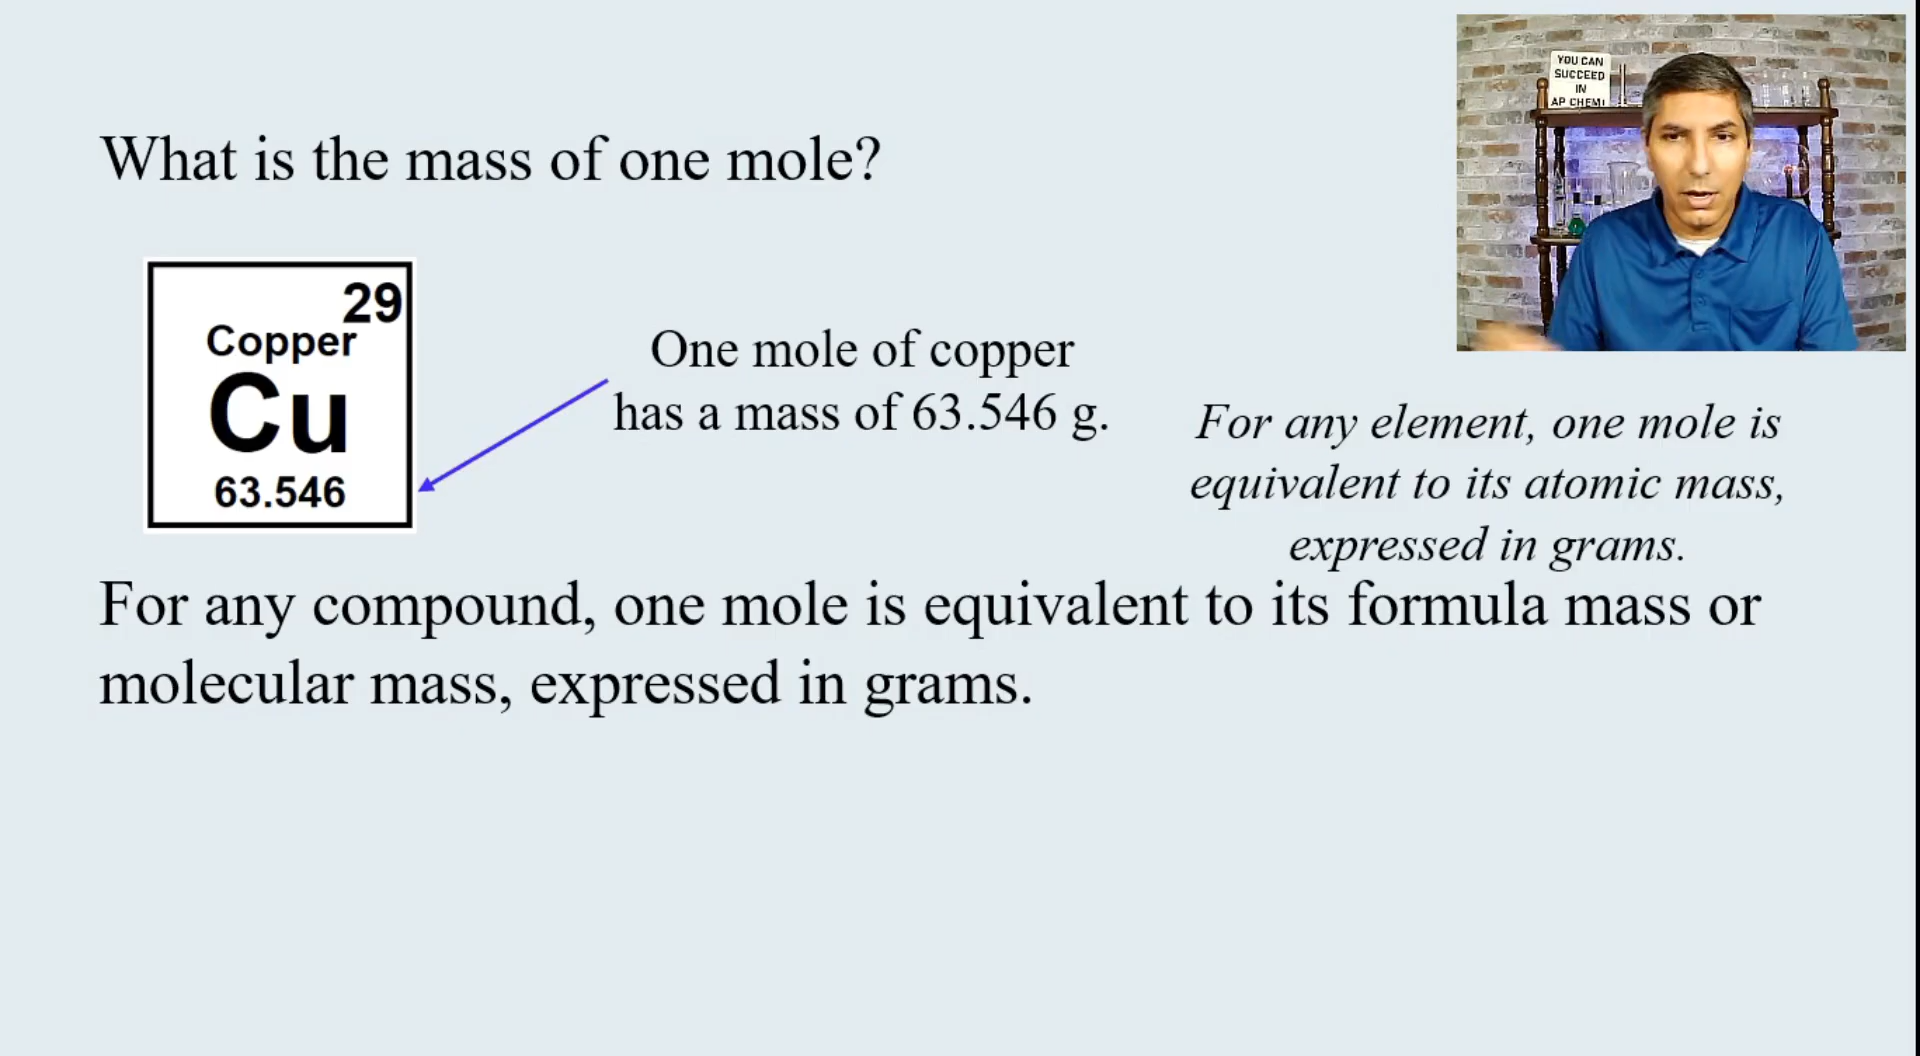 What is the mass of one mole?
YOU CAN
SUCCEED
IN
AP CHEM!
29
Copper
Cu
63.546
One mole of copper
has a mass of 63.546 g.
For any element, one mole is
equivalent to its atomic mass,
expressed in grams.
For any compound, one mole is equivalent to its formula mass or
molecular mass, expressed in grams.